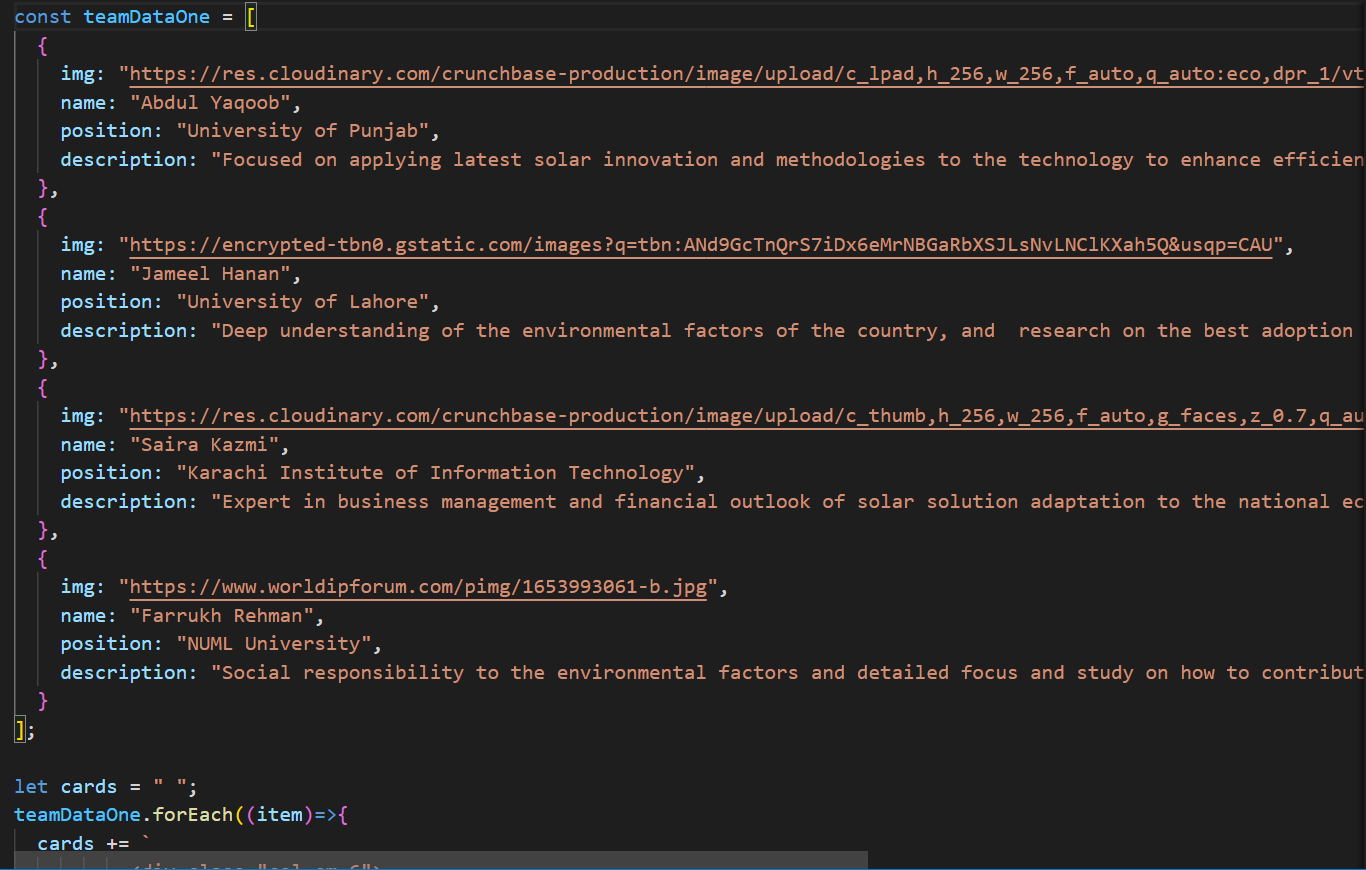 const teamDataOne = [
{
img: "https://res.cloudinary.com/crunchbase-production/image/upload/c_lpad,h_256,w_256,f_auto,q_auto:eco,dpr_1/vt
name: "Abdul Yaqoob",
position: "University of Punjab",
description: "Focused on applying latest solar innovation and methodologies to the technology to enhance efficien
},
{
img: "https://encrypted-tbn0.gstatic.com/images?q=tbn:ANd9GcTnQrS7iDx6eMrNBGaRbXSJLsNvLNClKXah5Q&usqp=CAU",
name: "Jameel Hanan",
position: "University of Lahore",
description: "Deep understanding of the environmental factors of the country, and  research on the best adoption
},
{
img: "https://res.cloudinary.com/crunchbase-production/image/upload/c_thumb,h_256,w_256,f_auto,g_faces,z_0.7,q_au
name: "Saira Kazmi",
position: "Karachi Institute of Information Technology",
description: "Expert in business management and financial outlook of solar solution adaptation to the national ec
},
{
img: "https://www.worldipforum.com/pimg/1653993061-b.jpg",
name: "Farrukh Rehman",
position: "NUML University",
description: "Social responsibility to the environmental factors and detailed focus and study on how to contribut
}
];
let cards = " ";
teamDataOne.forEach((item)=>{
cards += `